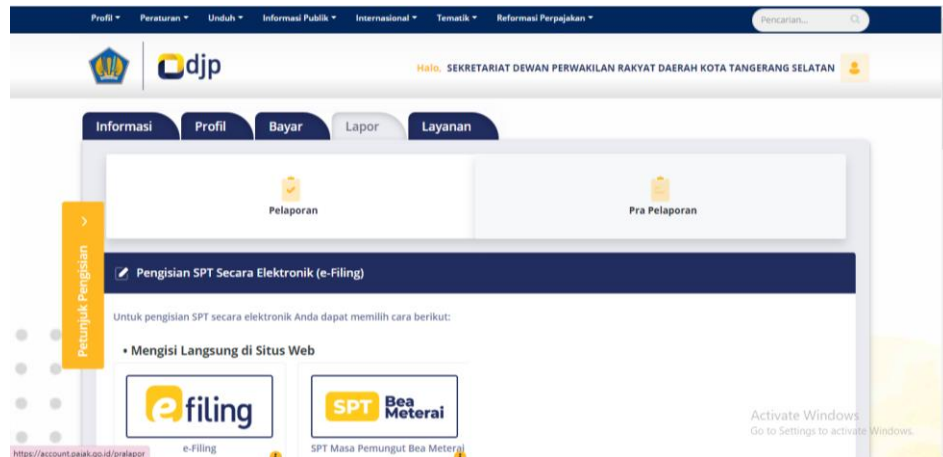 Profil Peraturan Unduh Informasi Publik Internasional Tematik Reformasi Perpajakan Pencarian...
djp
Halo, SEKRETARIAT DEWAN PERWAKILAN RAKYAT DAERAH KOTA TANGERANG SELATAN
Informasi Profil Bayar Lapor Layanan
Pelaporan Pra Pelaporan
Petunjuk Pengisian
Pengisian SPT Secara Elektronik (e-Filing)
Untuk pengisian SPT secara elektronik Anda dapat memilih cara berikut:
• Mengisi Langsung di Situs Web
efiling
SPT Bea Meterai
e-Filing SPT Masa Pemungut Bea Meterai
Activate Windows
Go to Settings to activate Windows.
https://account.pajak.go.id/pralapor